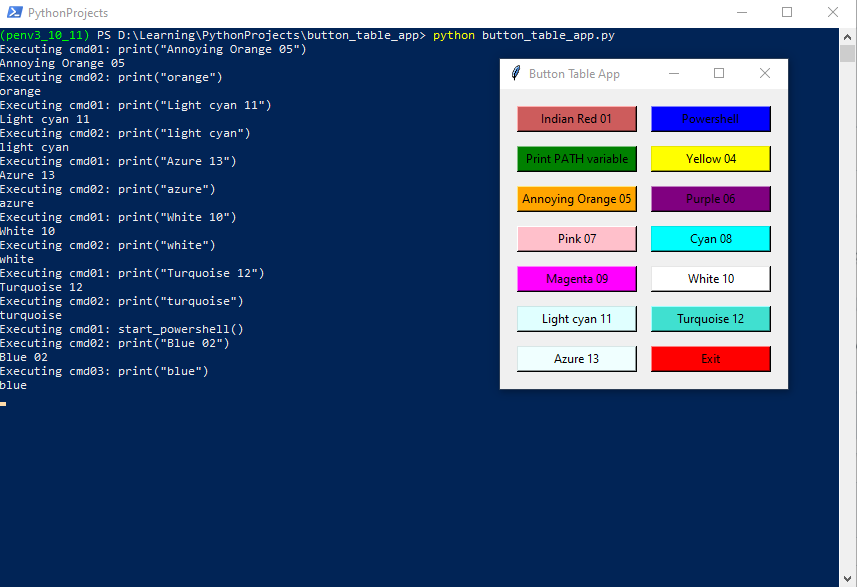 PythonProjects
(penv3_10_11) PS D:\Learning\PythonProjects\button_table_app> python button_table_app.py
Executing cmd01: print("Annoying Orange 05")
Annoying Orange 05
Executing cmd02: print("orange")
orange
Executing cmd01: print("Light cyan 11")
Light cyan 11
Executing cmd02: print("light cyan")
light cyan
Executing cmd01: print("Azure 13")
Azure 13
Executing cmd02: print("azure")
azure
Executing cmd01: print("White 10")
White 10
Executing cmd02: print("white")
white
Executing cmd01: print("Turquoise 12")
Turquoise 12
Executing cmd02: print("turquoise")
turquoise
Executing cmd01: start_powershell()
Executing cmd02: print("Blue 02")
Blue 02
Executing cmd03: print("blue")
blue
Button Table App
Indian Red 01
Powershell
Print PATH variable
Yellow 04
Annoying Orange 05
Purple 06
Pink 07
Cyan 08
Magenta 09
White 10
Light cyan 11
Turquoise 12
Azure 13
Exit